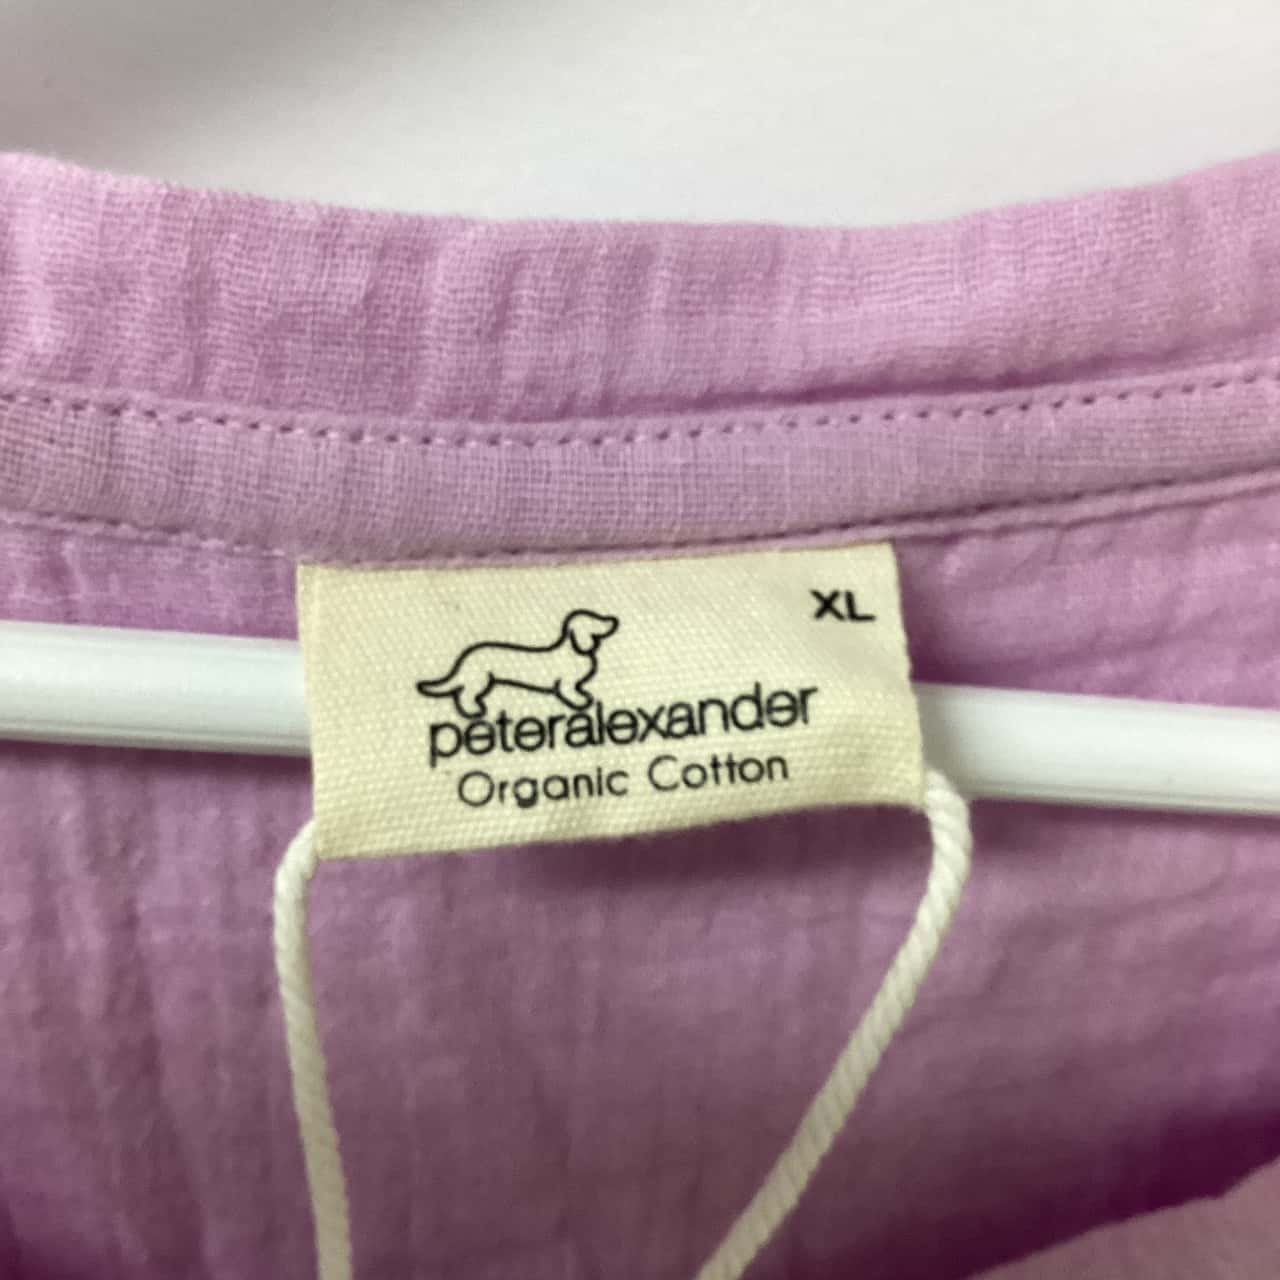 XL
peteralexander
Organic Cotton